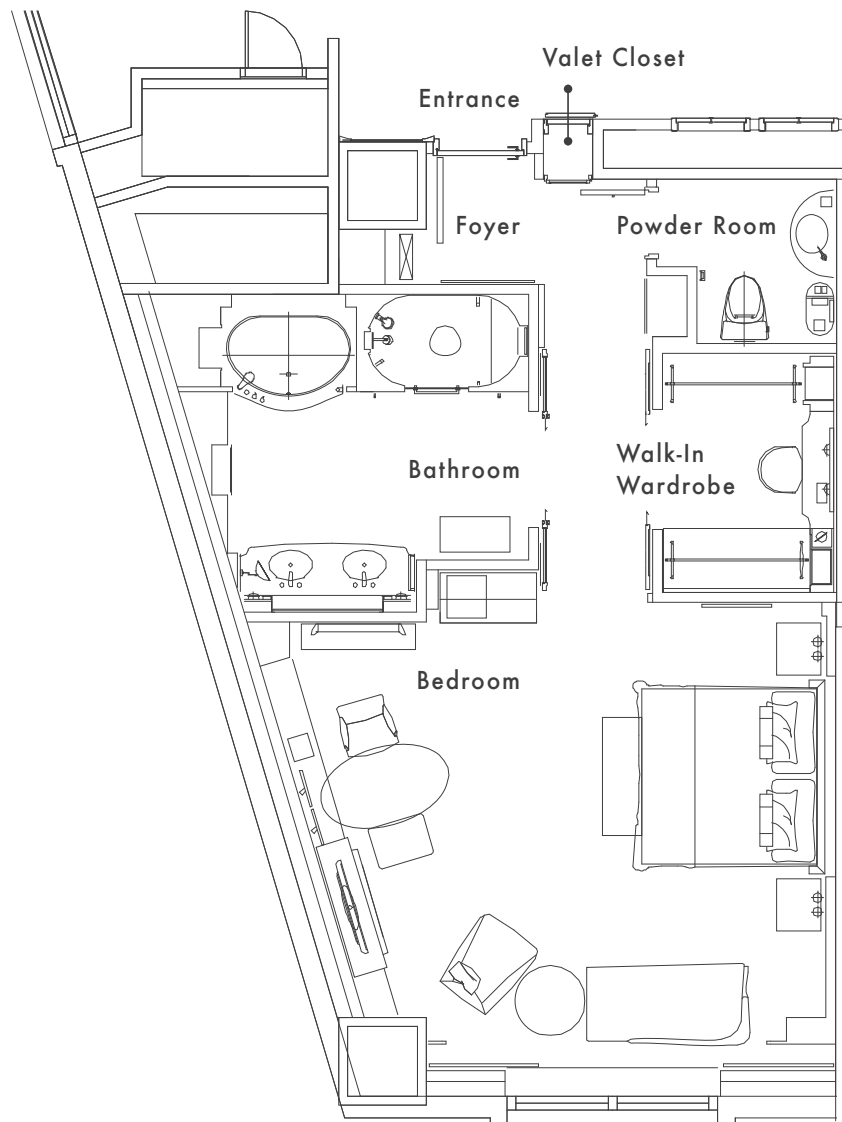 Valet Closet
Entrance
Foyer
Powder Room
Bathroom
Walk-In
Wardrobe
Bedroom